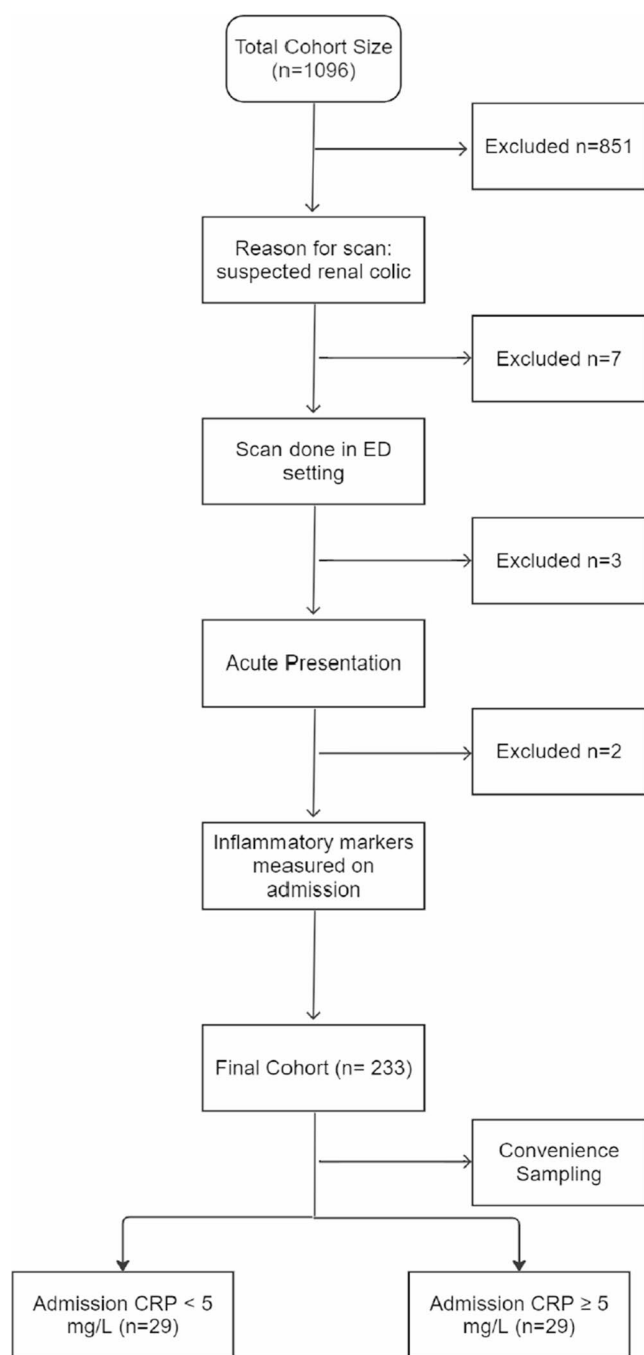 Total Cohort Size
(n=1096)
Excluded n=851
Reason for scan:
suspected renal colic
Excluded n=7
Scan done in ED
setting
Excluded n=3
Acute Presentation
Excluded n=2
Inflammatory markers
measured on
admission
Final Cohort (n= 233)
Convenience
Sampling
Admission CRP < 5
mg/L (n=29)
Admission CRP ≥ 5
mg/L (n=29)